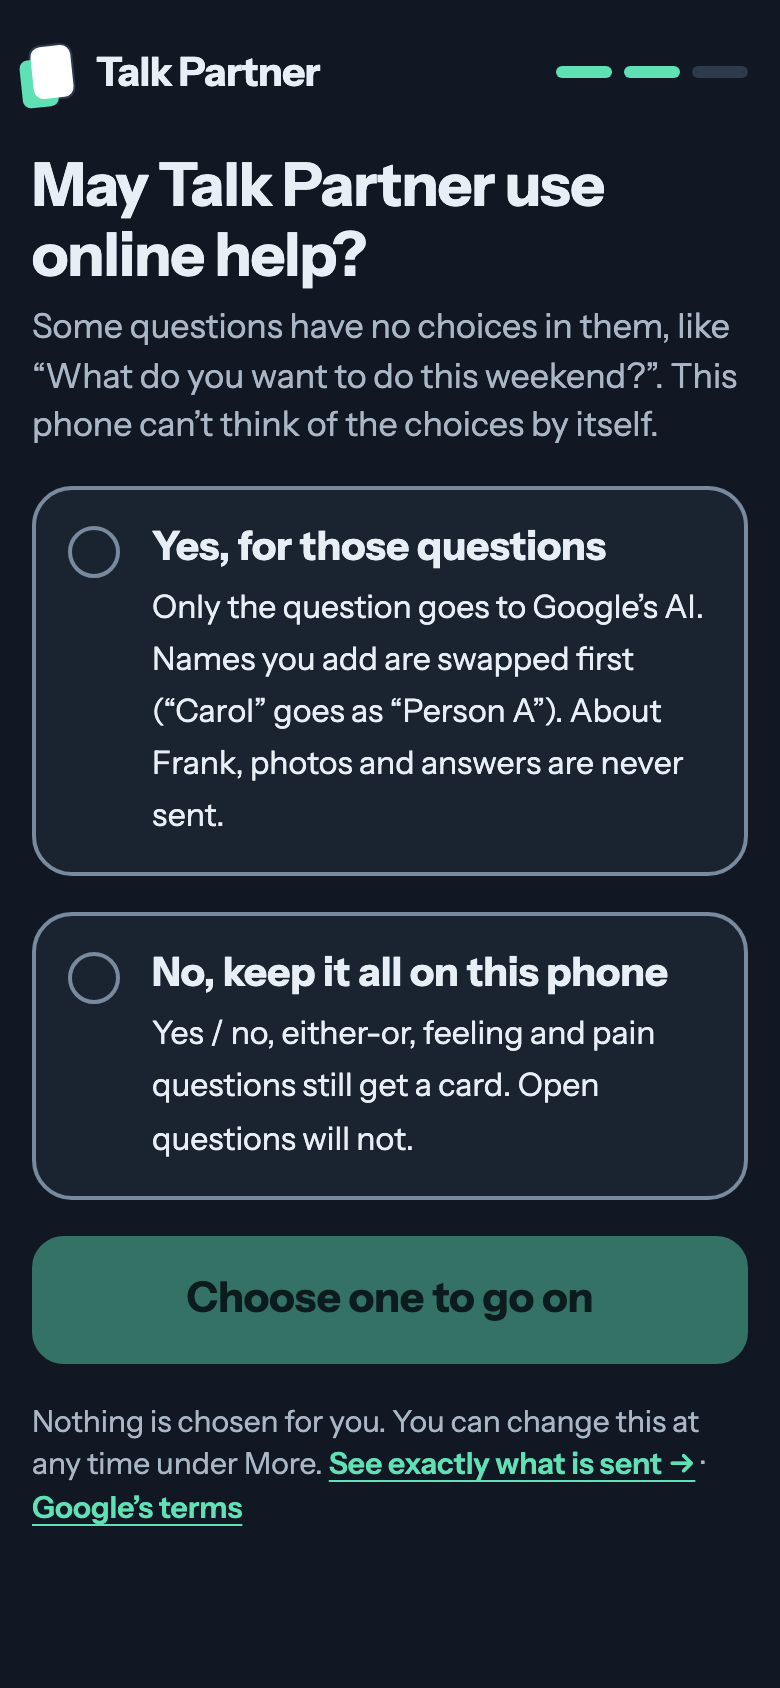 Talk Partner
May Talk Partner use
online help?
Some questions have no choices in them, like
“What do you want to do this weekend?”. This
phone can’t think of the choices by itself.
Yes, for those questions
Only the question goes to Google’s AI.
Names you add are swapped first
(“Carol” goes as “Person A”). About
Frank, photos and answers are never
sent.
No, keep it all on this phone
Yes / no, either-or, feeling and pain
questions still get a card. Open
questions will not.
Choose one to go on
Nothing is chosen for you. You can change this at
any time under More. See exactly what is sent → ·
Google’s terms